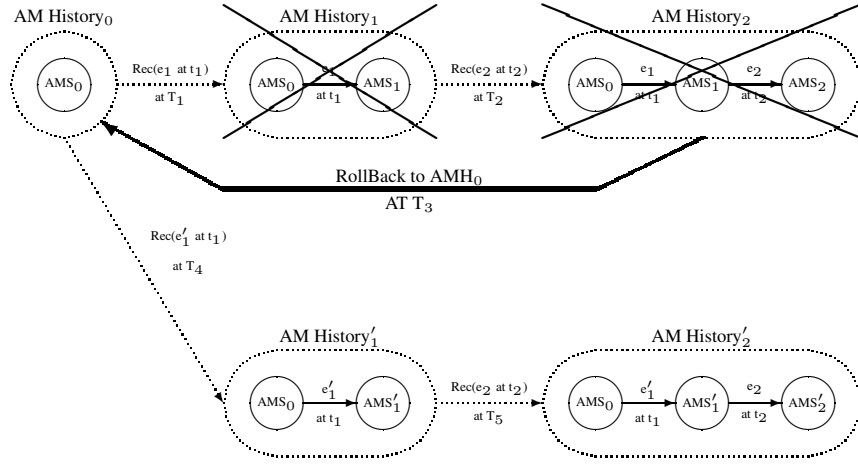 AM History₀
AM History₁
AM History₂
AMS₀
Rec(e₁ at t₁)
at T₁
AMS₀
e₁
at t₁
AMS₁
Rec(e₂ at t₂)
at T₂
AMS₀
e₁
at t₁
AMS₁
e₂
at t₂
AMS₂
RollBack to AMH₀
AT T₃
Rec(e′₁ at t₁)
at T₄
AM History′₁
AM History′₂
AMS₀
e′₁
at t₁
AMS′₁
Rec(e₂ at t₂)
at T₅
AMS₀
e′₁
at t₁
AMS′₁
e₂
at t₂
AMS′₂